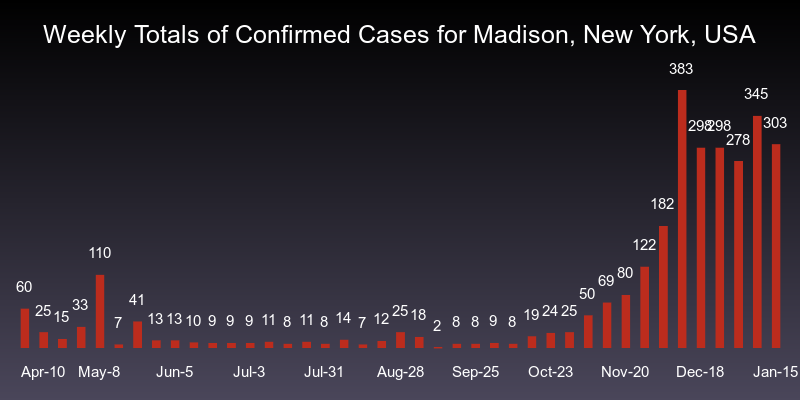 Weekly Totals of Confirmed Cases for Madison, New York, USA
60 25 15 33 110 7 41 13 13 10 9 9 9 11 8 11 8 14 7 12 25 18 2 8 8 9 8 19 24 25 50 69 80 122 182 383 298 298 278 345 303
Apr-10 May-8 Jun-5 Jul-3 Jul-31 Aug-28 Sep-25 Oct-23 Nov-20 Dec-18 Jan-15